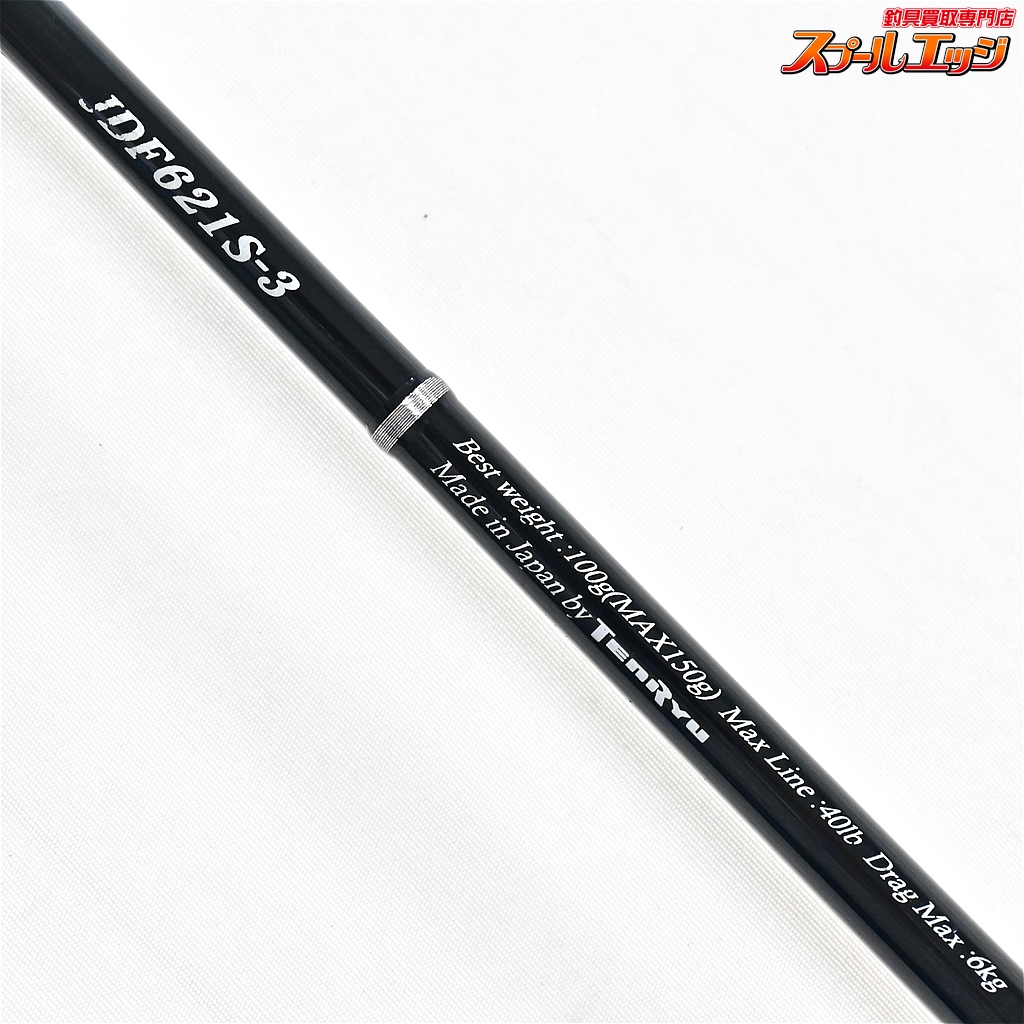 釣具買取専門店
スプールエッジ
JDF621S-3
Best weight :100g(MAX150g) Max Line :40lb Drag Max :6kg
Made in Japan by TenRyu